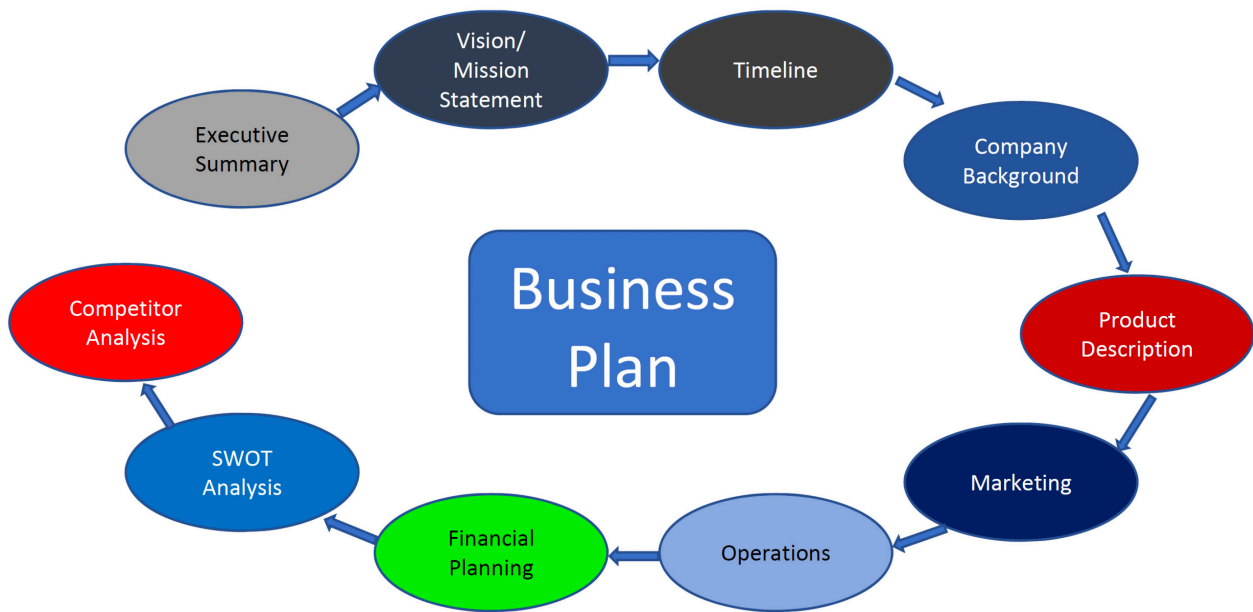 Executive
Summary
Vision/
Mission
Statement
Timeline
Company
Background
Product
Description
Marketing
Operations
Financial
Planning
SWOT
Analysis
Competitor
Analysis
Business
Plan